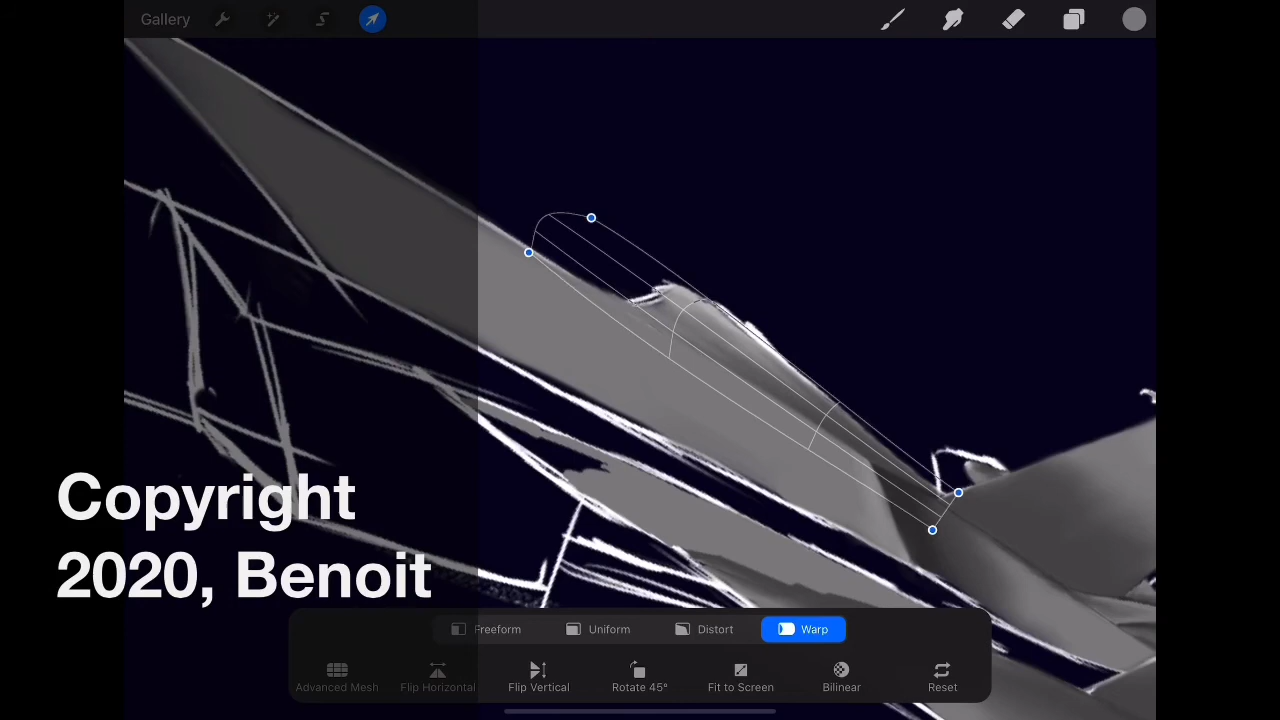 Gallery
Copyright
2020, Benoit
Freeform
Uniform
Distort
Warp
Advanced Mesh
Flip Horizontal
Flip Vertical
Rotate 45°
Fit to Screen
Bilinear
Reset